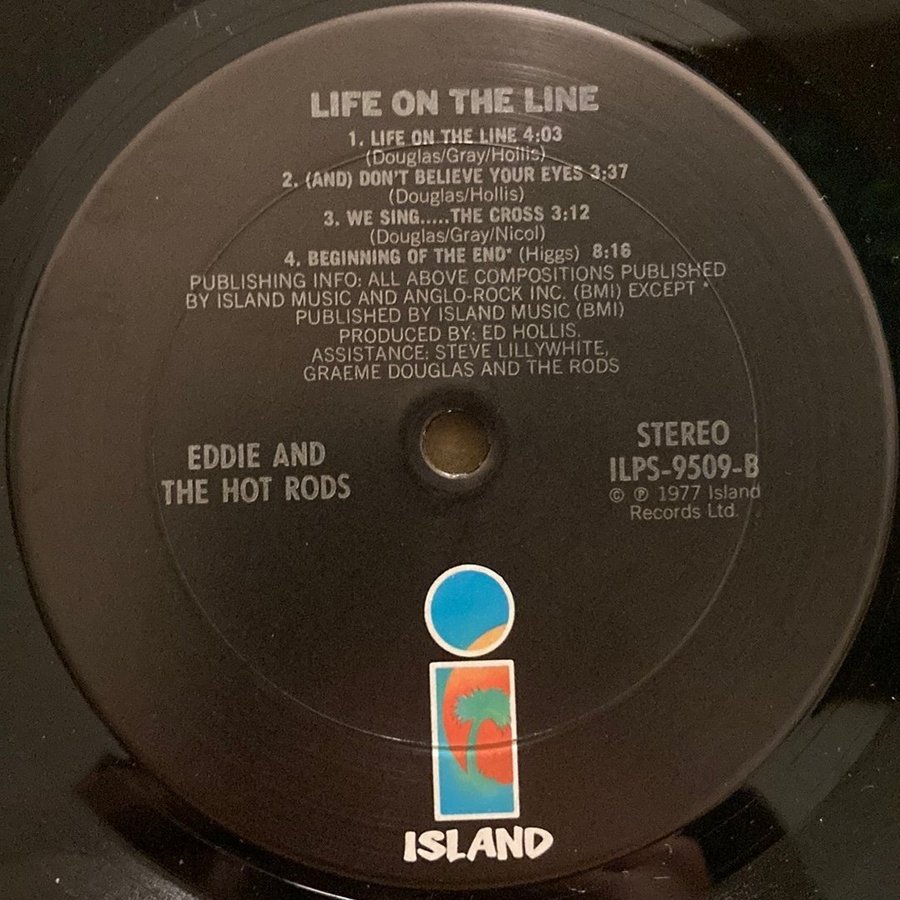 LIFE ON THE LINE
1. LIFE ON THE LINE 4:03
(Douglas/Gray/Hollis)
2. (AND) DON'T BELIEVE YOUR EYES 3:37
(Douglas/Hollis)
3. WE SING.....THE CROSS 3:12
(Douglas/Gray/Nicol)
4. BEGINNING OF THE END* (Higgs) 8:16
PUBLISHING INFO: ALL ABOVE COMPOSITIONS PUBLISHED
BY ISLAND MUSIC AND ANGLO-ROCK INC. (BMI) EXCEPT *
PUBLISHED BY ISLAND MUSIC (BMI)
PRODUCED BY: ED HOLLIS.
ASSISTANCE: STEVE LILLYWHITE,
GRAEME DOUGLAS AND THE RODS
EDDIE AND
THE HOT RODS
STEREO
ILPS-9509-B
© ℗ 1977 Island
Records Ltd.
ISLAND